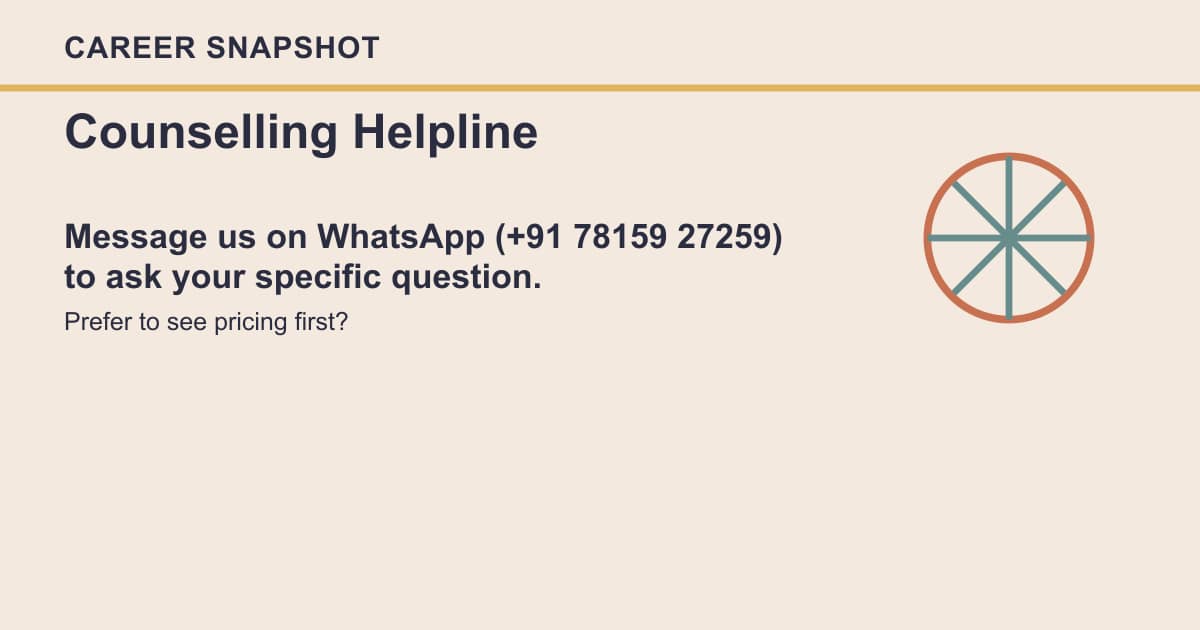 CAREER SNAPSHOT
Counselling Helpline
Message us on WhatsApp (+91 78159 27259)
to ask your specific question.
Prefer to see pricing first?